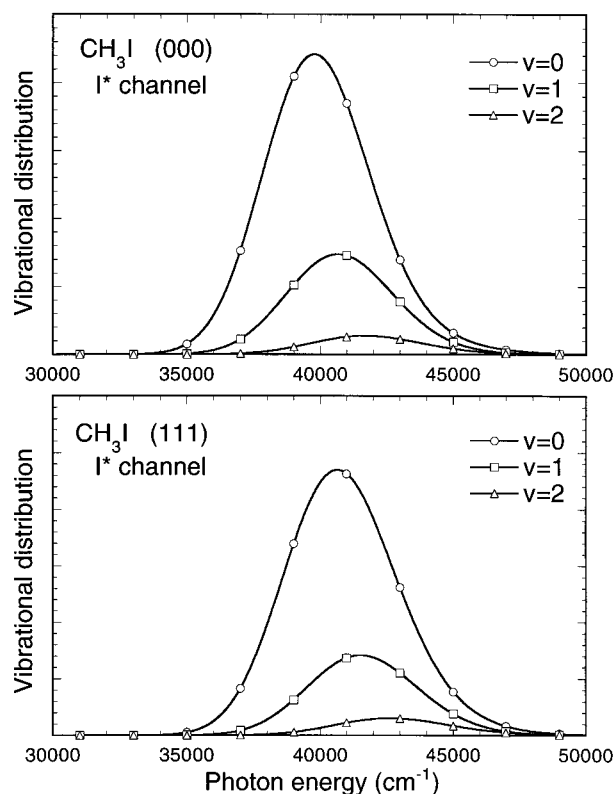 CH₃I (000)
I* channel
v=0
v=1
v=2
Vibrational distribution
30000 35000 40000 45000 50000
CH₃I (111)
I* channel
v=0
v=1
v=2
Vibrational distribution
30000 35000 40000 45000 50000
Photon energy (cm⁻¹)